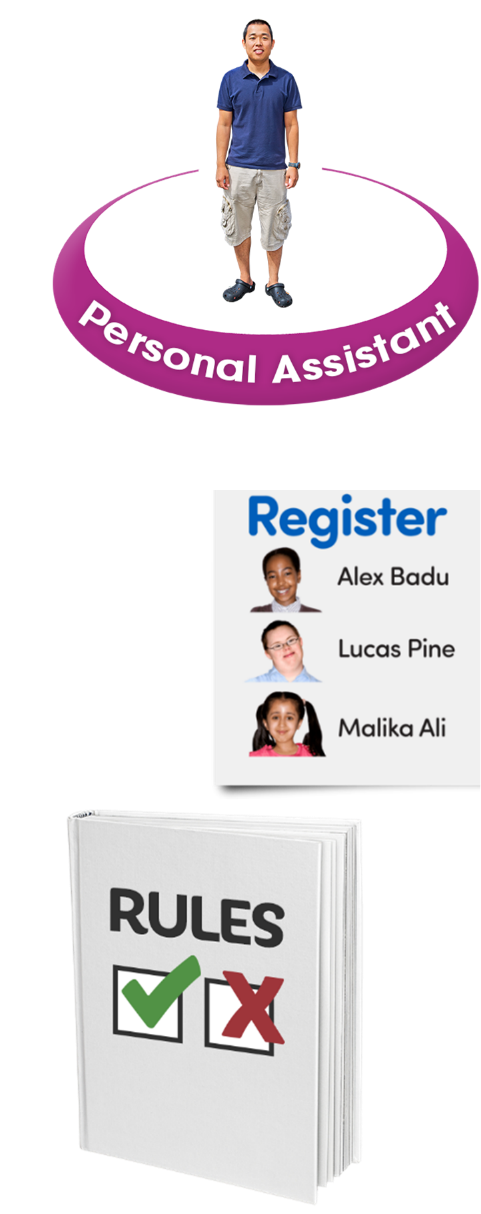 Personal Assistant
Register
Alex Badu
Lucas Pine
Malika Ali
RULES